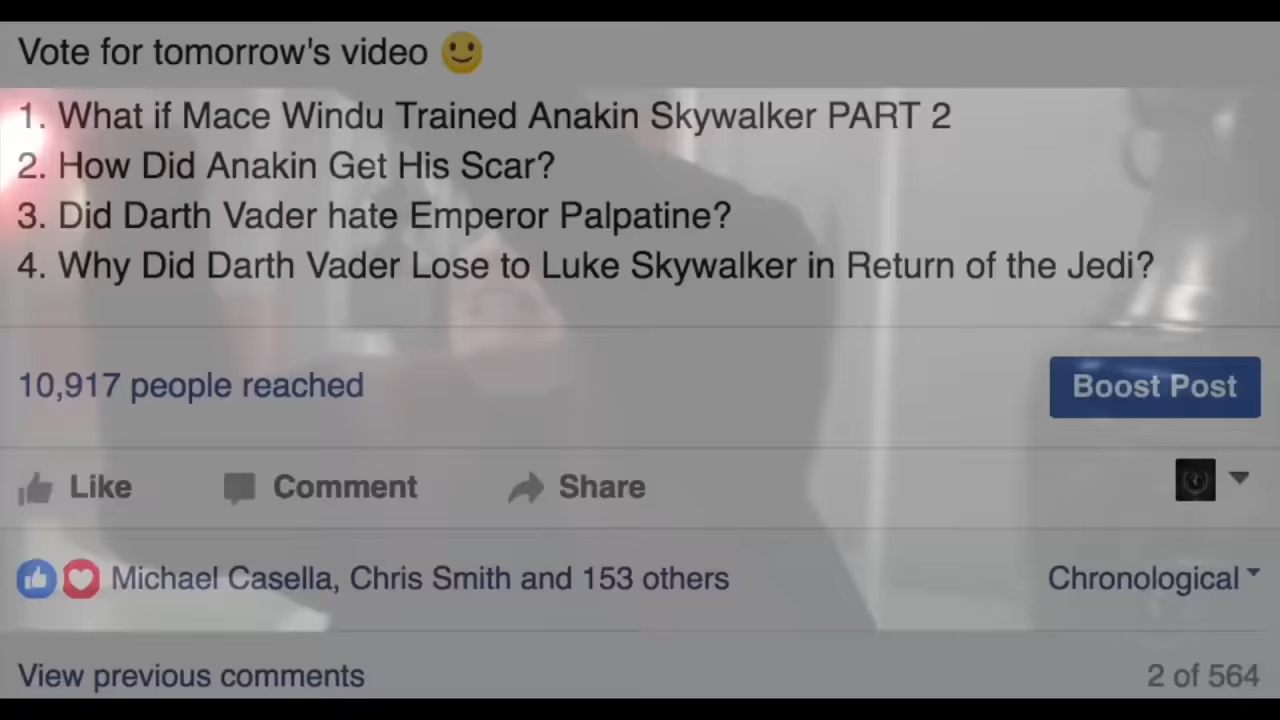 Vote for tomorrow's video 🙂
1. What if Mace Windu Trained Anakin Skywalker PART 2
2. How Did Anakin Get His Scar?
3. Did Darth Vader hate Emperor Palpatine?
4. Why Did Darth Vader Lose to Luke Skywalker in Return of the Jedi?
10,917 people reached
Boost Post
Like Comment Share
Michael Casella, Chris Smith and 153 others
Chronological
View previous comments
2 of 564